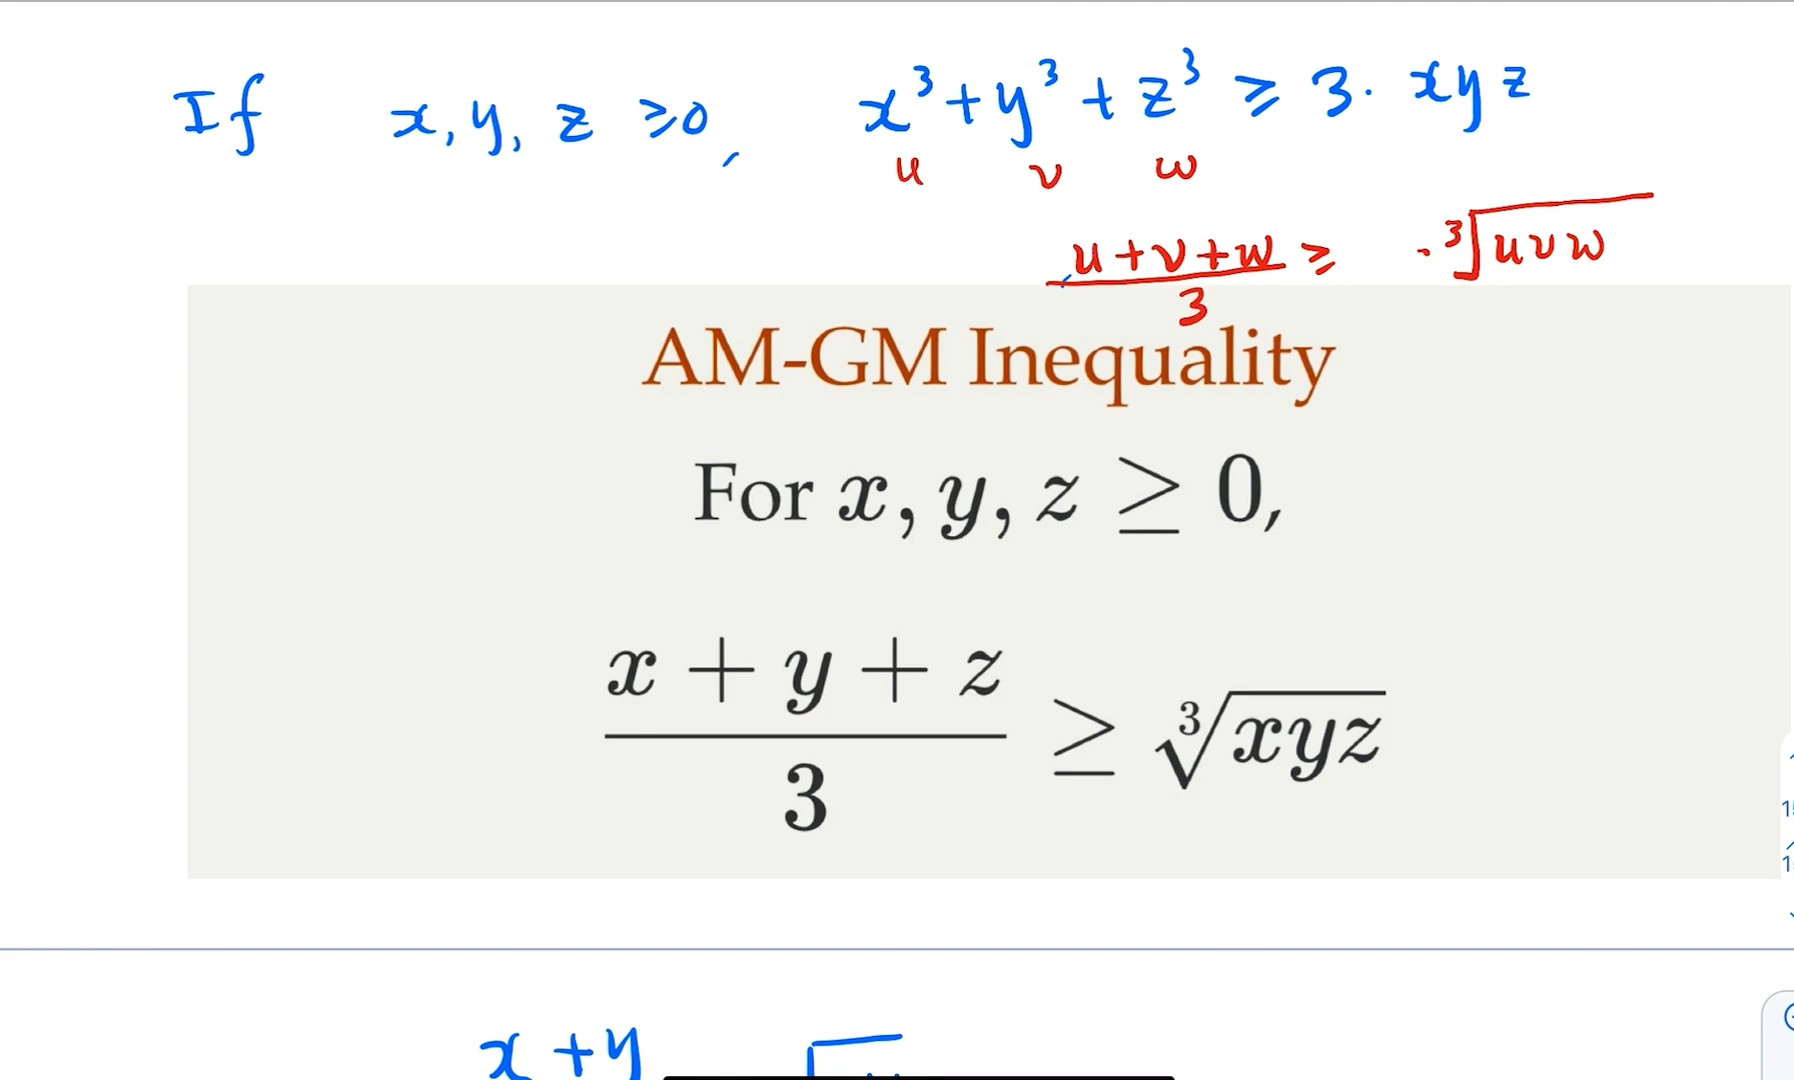 If x, y, z ≥0, x³+y³+z³ ≥ 3. xyz
u v w
u+v+w/3 ≥ ·∛uvw
AM-GM Inequality
For x, y, z ≥ 0,
x + y + z/3 ≥ ∛xyz
x+y